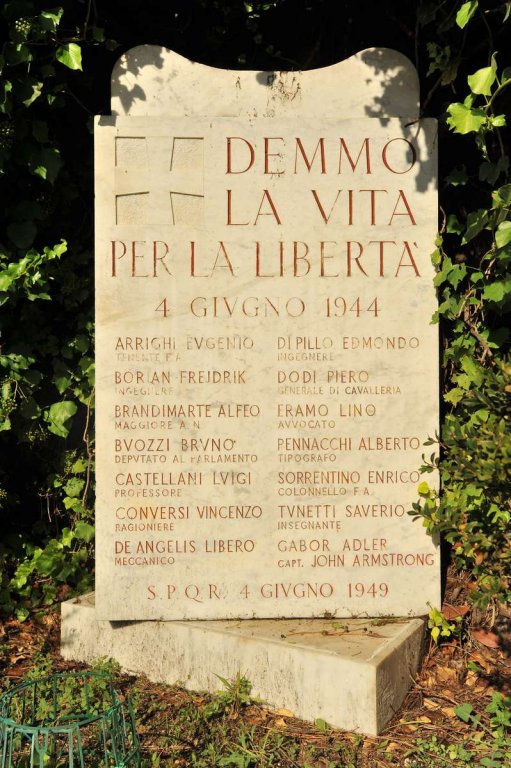 DEMMO
LA VITA
PER LA LIBERTÀ
4 GIVGNO 1944
ARRIGHI EVGENIO
TENENTE F.A.
BORIAN FREJDRIK
INGEGNERE
BRANDIMARTE ALFEO
MAGGIORE A.N.
BVOZZI BRVNO
DEPVTATO AL PARLAMENTO
CASTELLANI LVIGI
PROFESSORE
CONVERSI VINCENZO
RAGIONIERE
DE ANGELIS LIBERO
MECCANICO
DI PILLO EDMONDO
INGEGNERE
DODI PIERO
GENERALE DI CAVALLERIA
ERAMO LINO
AVVOCATO
PENNACCHI ALBERTO
TIPOGRAFO
SORRENTINO ENRICO
COLONNELLO F.A.
TVNETTI SAVERIO
INSEGNANTE
GABOR ADLER
CAPT. JOHN ARMSTRONG
S.P.Q.R. 4 GIVGNO 1949